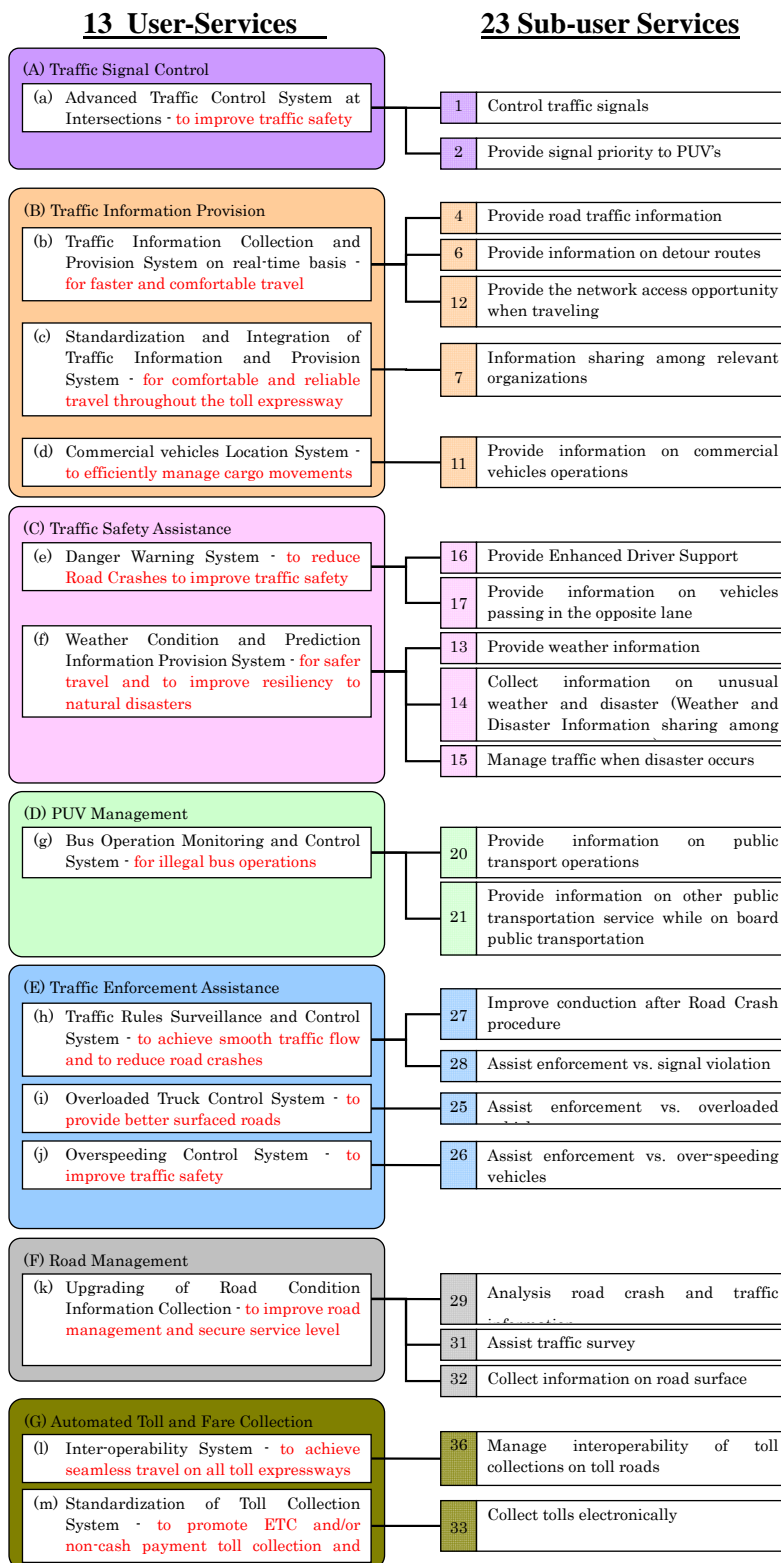 13 User-Services
23 Sub-user Services
(A) Traffic Signal Control
(a) Advanced Traffic Control System at
Intersections - to improve traffic safety
1 Control traffic signals
2 Provide signal priority to PUV's
(B) Traffic Information Provision
(b) Traffic Information Collection and
Provision System on real-time basis -
for faster and comfortable travel
4 Provide road traffic information
6 Provide information on detour routes
12 Provide the network access opportunity
when traveling
(c) Standardization and Integration of
Traffic Information and Provision
System - for comfortable and reliable
travel throughout the toll expressway
7 Information sharing among relevant
organizations
(d) Commercial vehicles Location System -
to efficiently manage cargo movements
11 Provide information on commercial
vehicles operations
(C) Traffic Safety Assistance
(e) Danger Warning System - to reduce
Road Crashes to improve traffic safety
16 Provide Enhanced Driver Support
17 Provide information on vehicles
passing in the opposite lane
(f) Weather Condition and Prediction
Information Provision System - for safer
travel and to improve resiliency to
natural disasters
13 Provide weather information
14 Collect information on unusual
weather and disaster (Weather and
Disaster Information sharing among
15 Manage traffic when disaster occurs
(D) PUV Management
(g) Bus Operation Monitoring and Control
System - for illegal bus operations
20 Provide information on public
transport operations
21 Provide information on other public
transportation service while on board
public transportation
(E) Traffic Enforcement Assistance
(h) Traffic Rules Surveillance and Control
System - to achieve smooth traffic flow
and to reduce road crashes
27 Improve conduction after Road Crash
procedure
28 Assist enforcement vs. signal violation
(i) Overloaded Truck Control System - to
provide better surfaced roads
25 Assist enforcement vs. overloaded
(j) Overspeeding Control System - to
improve traffic safety
26 Assist enforcement vs. over-speeding
vehicles
(F) Road Management
(k) Upgrading of Road Condition
Information Collection - to improve road
management and secure service level
29 Analysis road crash and traffic
31 Assist traffic survey
32 Collect information on road surface
(G) Automated Toll and Fare Collection
(l) Inter-operability System - to achieve
seamless travel on all toll expressways
36 Manage interoperability of toll
collections on toll roads
(m) Standardization of Toll Collection
System - to promote ETC and/or
non-cash payment toll collection and
33 Collect tolls electronically